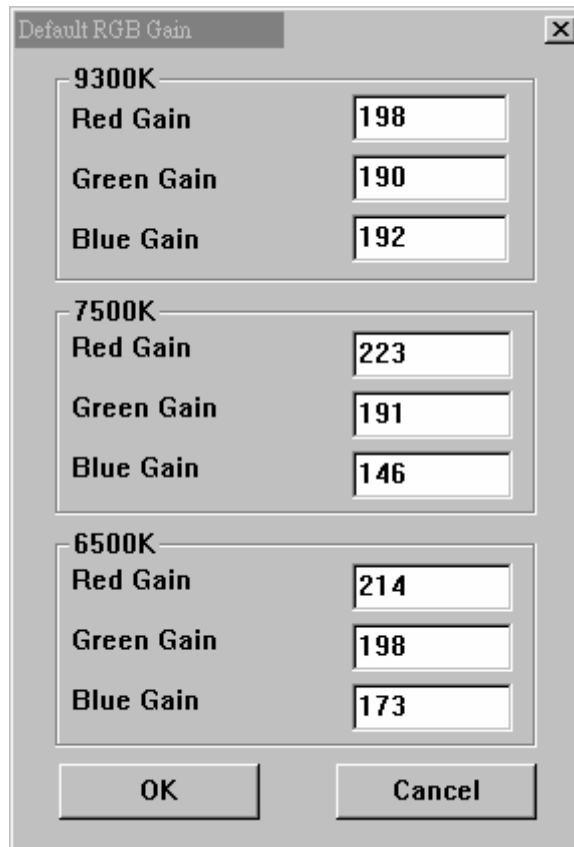 Default RGB Gain
9300K
Red Gain 198
Green Gain 190
Blue Gain 192
7500K
Red Gain 223
Green Gain 191
Blue Gain 146
6500K
Red Gain 214
Green Gain 198
Blue Gain 173
OK Cancel